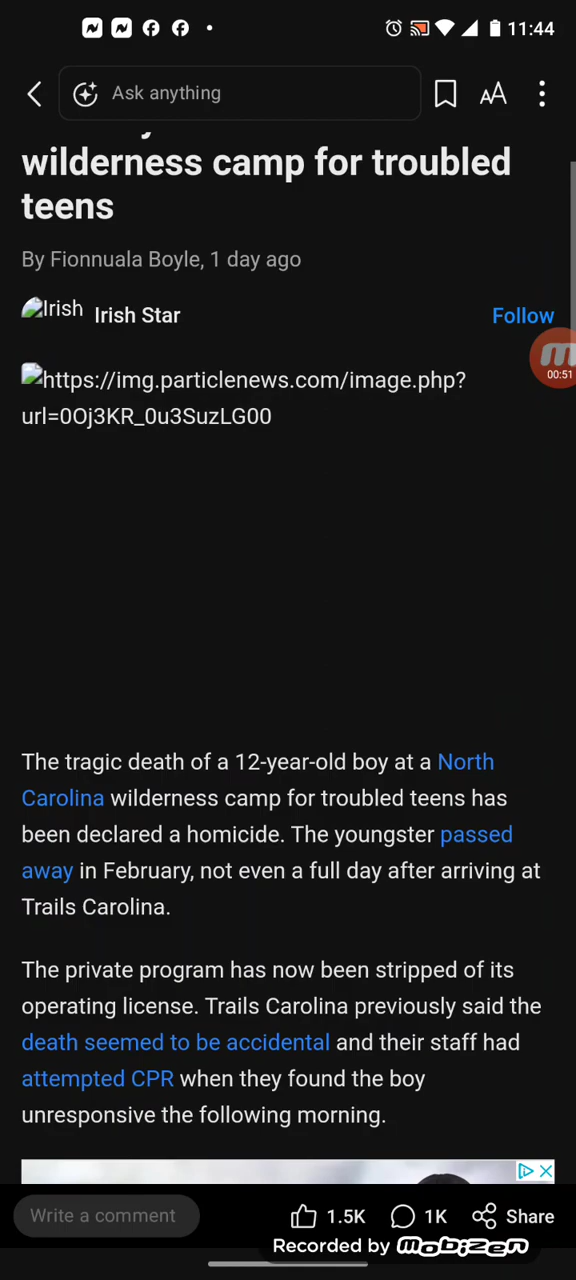 11:44
Ask anything
wilderness camp for troubled
teens
By Fionnuala Boyle, 1 day ago
Irish
Irish Star
Follow
00:51
https://img.particlenews.com/image.php?
url=0Oj3KR_0u3SuzLG00
The tragic death of a 12-year-old boy at a North
Carolina wilderness camp for troubled teens has
been declared a homicide. The youngster passed
away in February, not even a full day after arriving at
Trails Carolina.
The private program has now been stripped of its
operating license. Trails Carolina previously said the
death seemed to be accidental and their staff had
attempted CPR when they found the boy
unresponsive the following morning.
Write a comment
1.5K
1K
Share
Recorded by mobizen